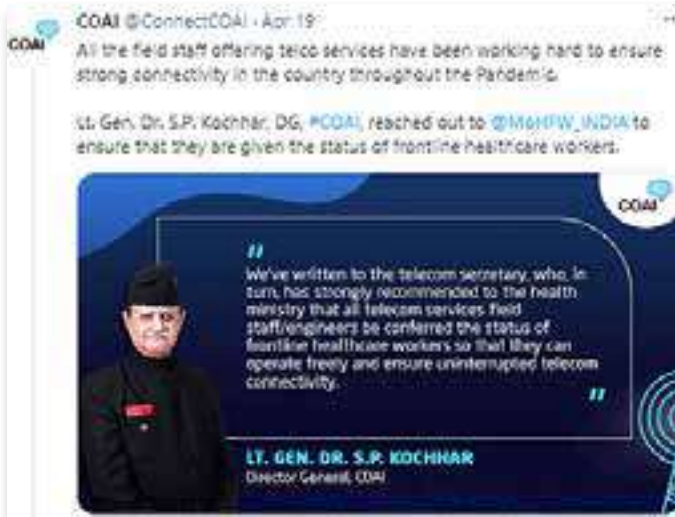 COAI @ConnectCOAI · Apr 19
COAI
All the field staff offering telco services have been working hard to ensure
strong connectivity in the country throughout the Pandemic.
Lt. Gen. Dr. S.P. Kochhar, DG, #COAI, reached out to @MoHFW_INDIA to
ensure that they are given the status of frontline healthcare workers.
COAI
"
We've written to the telecom secretary, who, in
turn, has strongly recommended to the health
ministry that all telecom services field
staff/engineers be conferred the status of
frontline healthcare workers so that they can
operate freely and ensure uninterrupted telecom
connectivity.
"
LT. GEN. DR. S.P. KOCHHAR
Director General, COAI